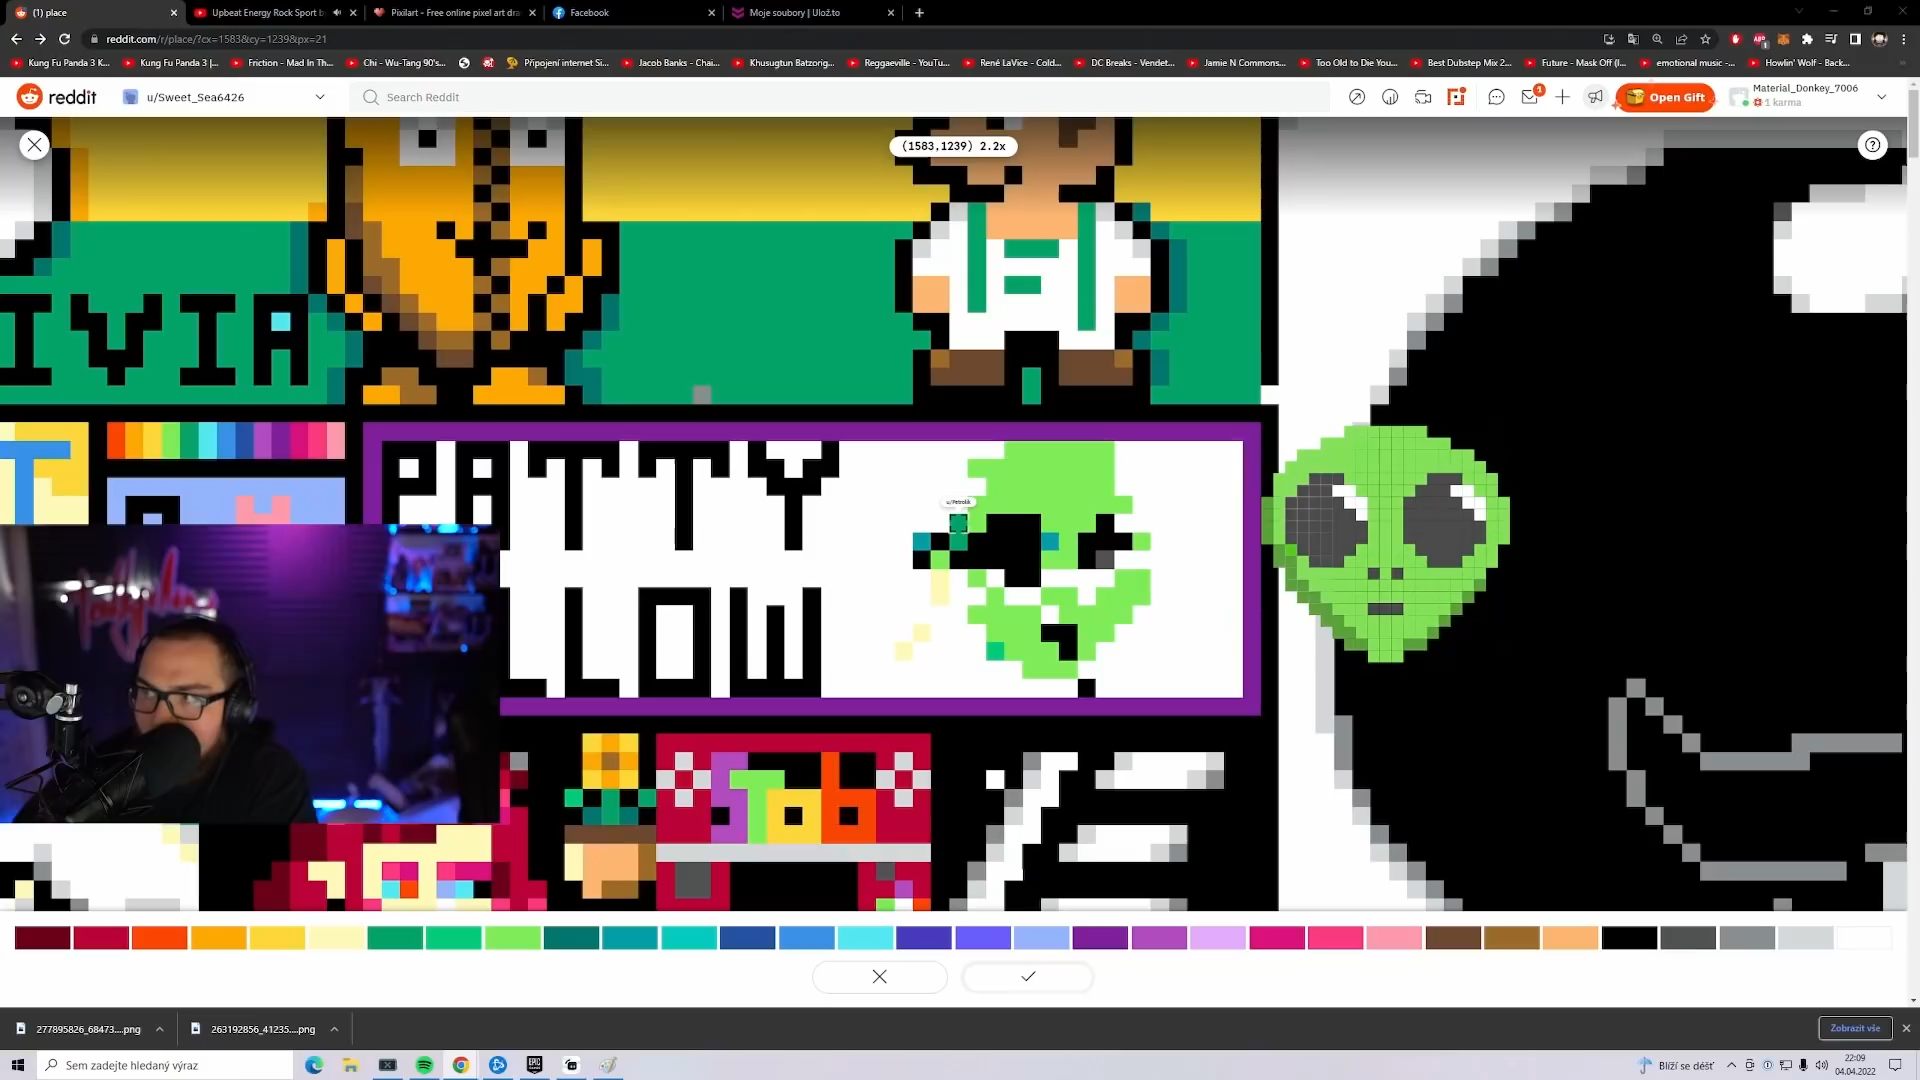 (1) place
Upbeat Energy Rock Sport b
Pixilart - Free online pixel art dra
Facebook
Moje soubory | Ulož.to
reddit.com/r/place/?cx=1583&cy=1239&px=21
Kung Fu Panda 3 K...
Kung Fu Panda 3 |...
Friction - Mad In Th...
Chi - Wu-Tang 90's...
Připojení internet Si...
Jacob Banks - Chai...
Khusugtun Batzorig...
Reggaeville - YouTu...
René LaVice - Cold...
DC Breaks - Vendet...
Jamie N Commons...
Too Old to Die You...
Best Dubstep Mix 2...
Future - Mask Off (I...
emotional music -...
Howlin' Wolf - Back...
reddit
u/Sweet_Sea6426
Search Reddit
1
Open Gift
Material_Donkey_7006
1 karma
(1583,1239) 2.2x
IVIA
PATTY
LOW
u/Petrolik
Stab
277895826_68473....png
263192856_41235....png
Zobrazit vše
Sem zadejte hledaný výraz
Blíží se déšť
22:09
04.04.2022